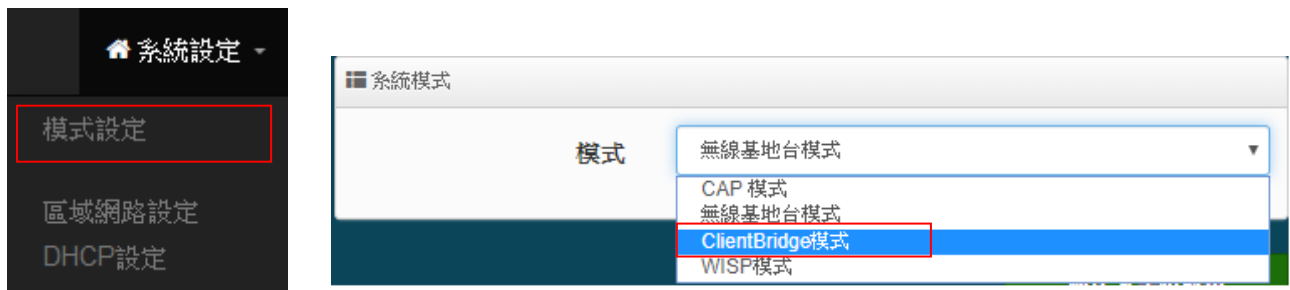 系統設定
模式設定
區域網路設定
DHCP設定
系統模式
模式
無線基地台模式
CAP 模式
無線基地台模式
ClientBridge模式
WISP模式